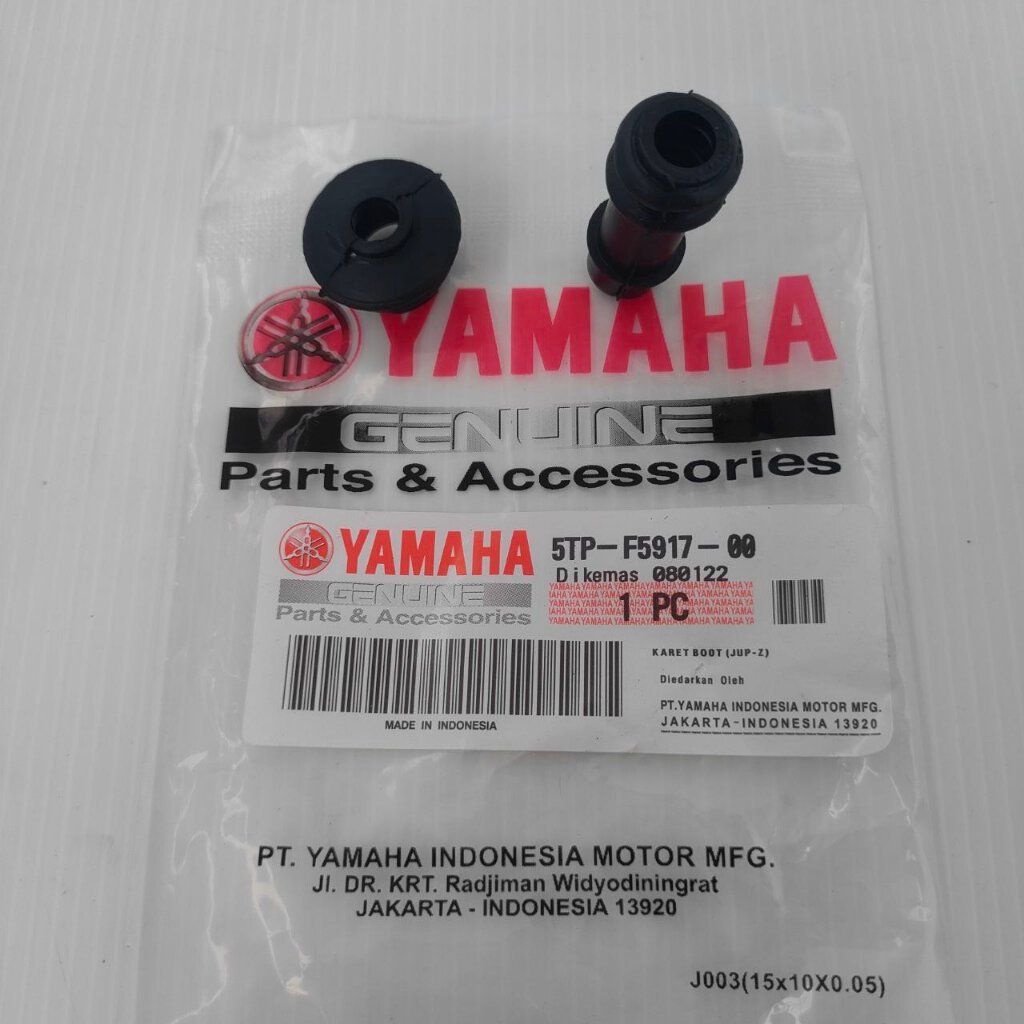 YAMAHA
GENUINE
Parts & Accessories
YAMAHA
GENUINE
Parts & Accessories
5TP-F5917-00
Dikemas 080122
1 PC
KARET BOOT (JUP-Z)
Diedarkan Oleh
PT.YAMAHA INDONESIA MOTOR MFG.
JAKARTA-INDONESIA 13920
MADE IN INDONESIA
PT. YAMAHA INDONESIA MOTOR MFG.
Jl. DR. KRT. Radjiman Widyodiningrat
JAKARTA - INDONESIA 13920
J003(15x10X0.05)